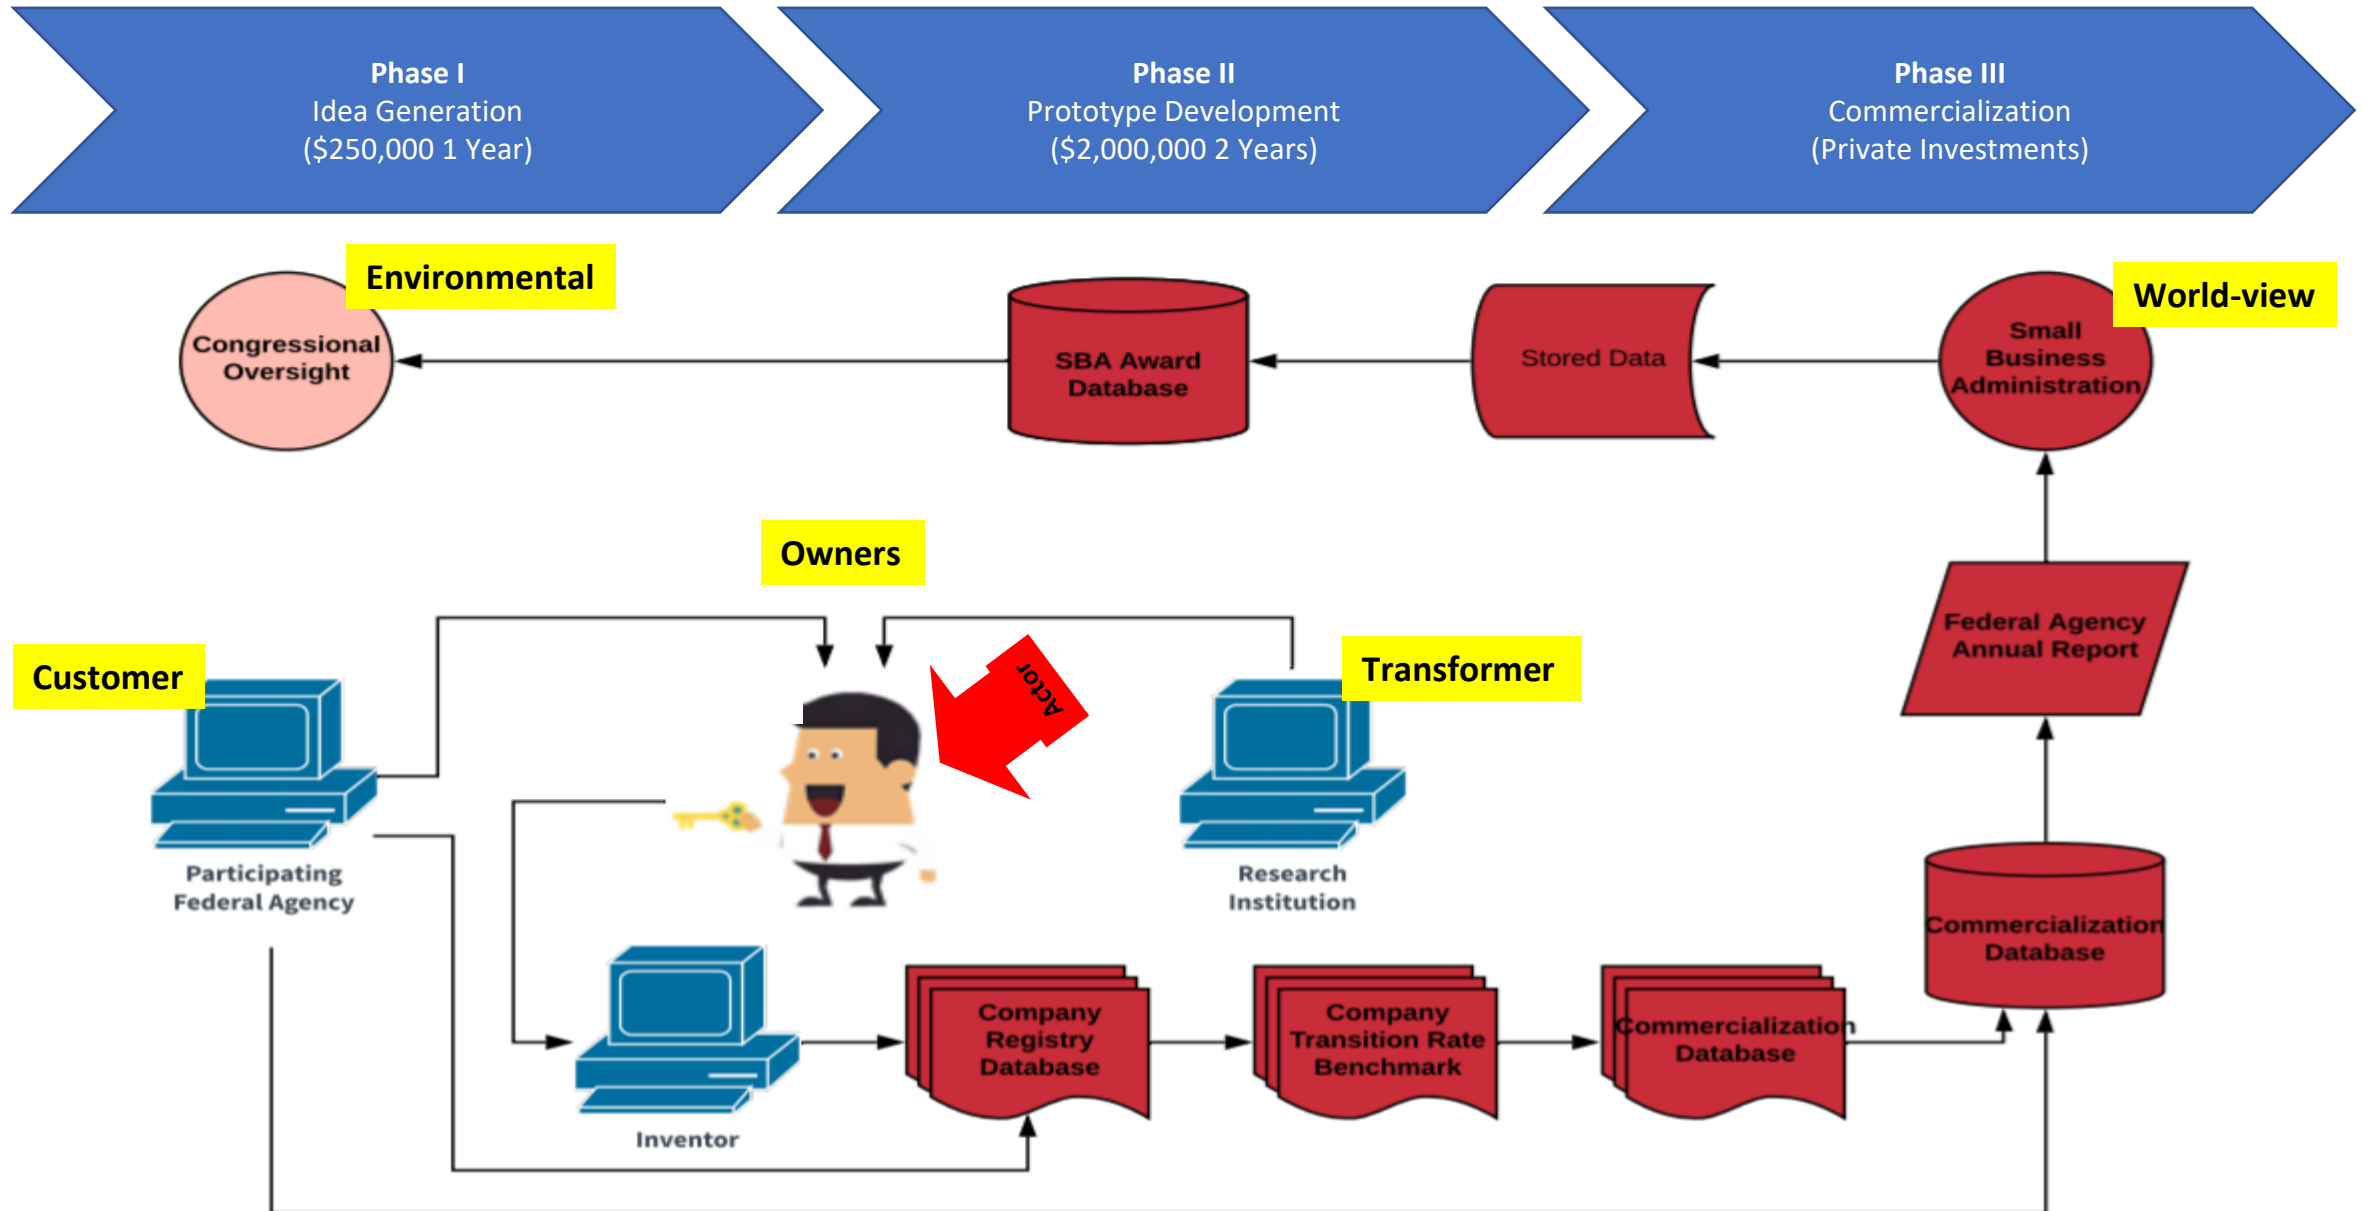 Phase I
Idea Generation
($250,000 1 Year)
Phase II
Prototype Development
($2,000,000 2 Years)
Phase III
Commercialization
(Private Investments)
Environmental
World-view
Congressional
Oversight
SBA Award
Database
Stored Data
Small
Business
Administration
Owners
Customer
Actor
Transformer
Federal Agency
Annual Report
Participating
Federal Agency
Research
Institution
Commercialization
Database
Inventor
Company
Registry
Database
Company
Transition Rate
Benchmark
Commercialization
Database